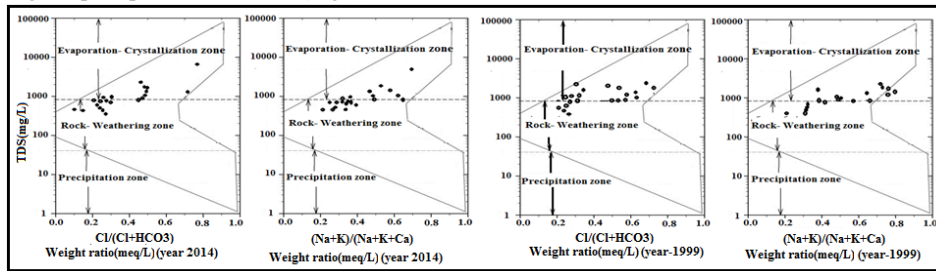 100000
10000
1000
100
10
1
TDS(mg/L)
Evaporation- Crystallization zone
Rock- Weathering zone
Precipitation zone
0.0 0.2 0.4 0.6 0.8 1.0
Cl/(Cl+HCO3)
Weight ratio(meq/L) (year 2014)
100000
10000
1000
100
10
1
Evaporation- Crystallization zone
Rock- Weathering zone
Precipitation zone
0.0 0.2 0.4 0.6 0.8 1.0
(Na+K)/(Na+K+Ca)
Weight ratio(meq/L) (year 2014)
100000
10000
1000
100
10
1
Evaporation- Crystallization zone
Rock- Weathering zone
Precipitation zone
0.0 0.2 0.4 0.6 0.8 1.0
Cl/(Cl+HCO3)
Weight ratio(meq/L) (year-1999)
100000
10000
1000
100
10
1
Evaporation- Crystallization zone
Rock- Weathering zone
Precipitation zone
0.0 0.2 0.4 0.6 0.8 1.0
(Na+K)/(Na+K+Ca)
Weight ratio(meq/L) (year-1999)